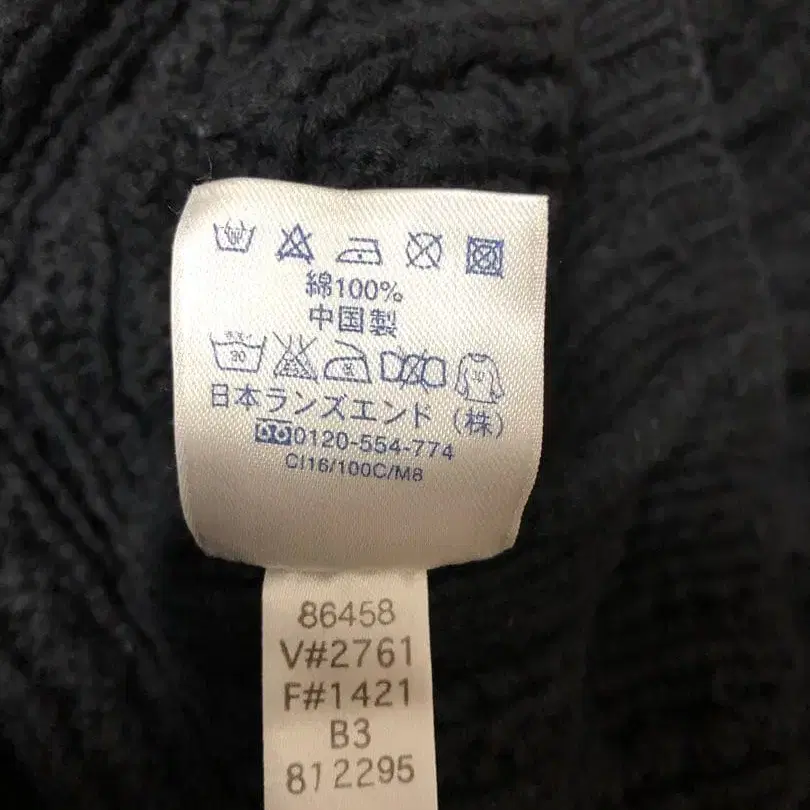 綿100%
中国製
30
日本ランズエンド(株)
0120-554-774
CI16/100C/M8
86458
V#2761
F#1421
B3
812295